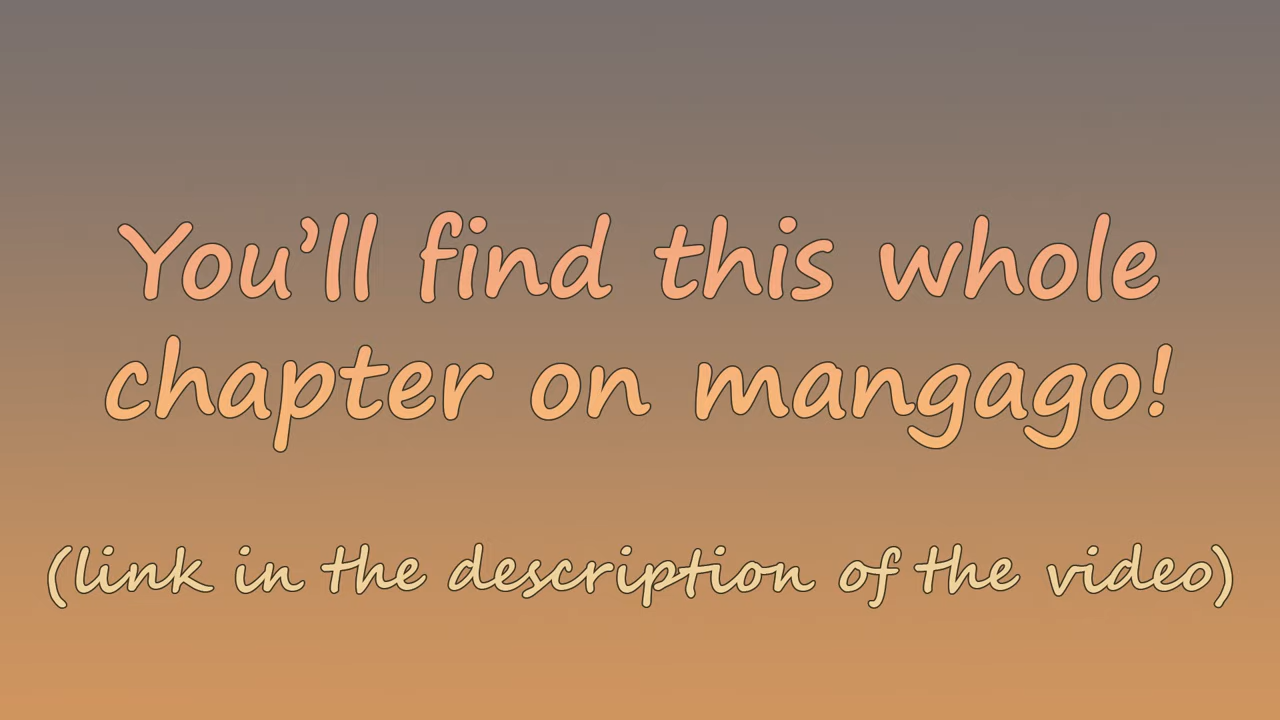 You’ll find this whole
chapter on mangago!
(link in the description of the video)